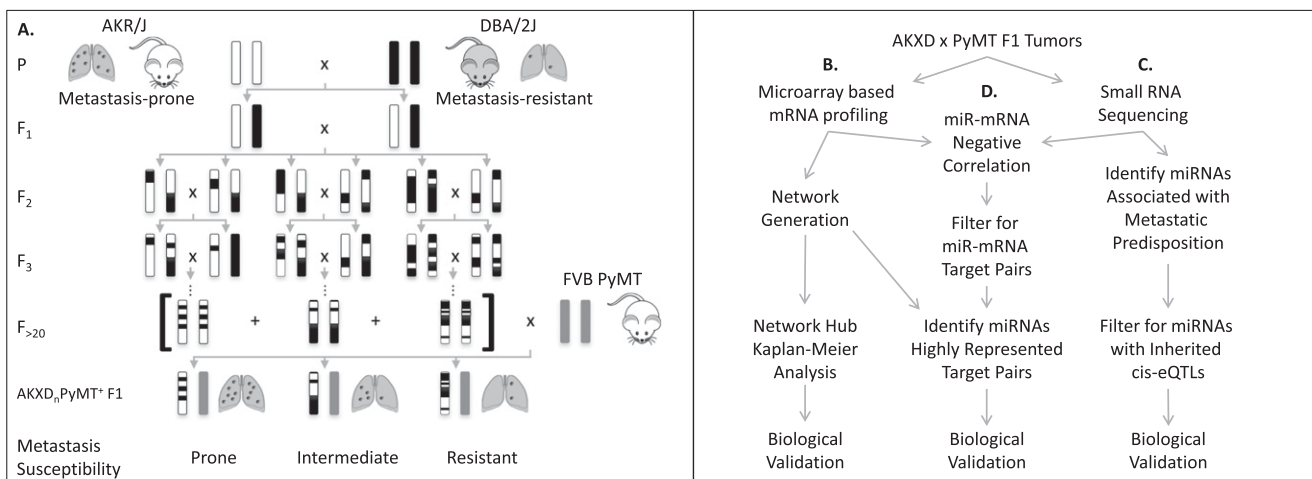 A.
AKR/J
DBA/2J
P
x
Metastasis-prone
Metastasis-resistant
F1
x
F2
x x x
F3
x x x
FVB PyMT
F>20
+ + x
AKXDnPyMT+ F1
Metastasis
Susceptibility
Prone
Intermediate
Resistant
AKXD x PyMT F1 Tumors
B.
Microarray based
mRNA profiling
Network
Generation
Network Hub
Kaplan-Meier
Analysis
Biological
Validation
D.
miR-mRNA
Negative
Correlation
Filter for
miR-mRNA
Target Pairs
Identify miRNAs
Highly Represented
Target Pairs
Biological
Validation
C.
Small RNA
Sequencing
Identify miRNAs
Associated with
Metastatic
Predisposition
Filter for miRNAs
with Inherited
cis-eQTLs
Biological
Validation